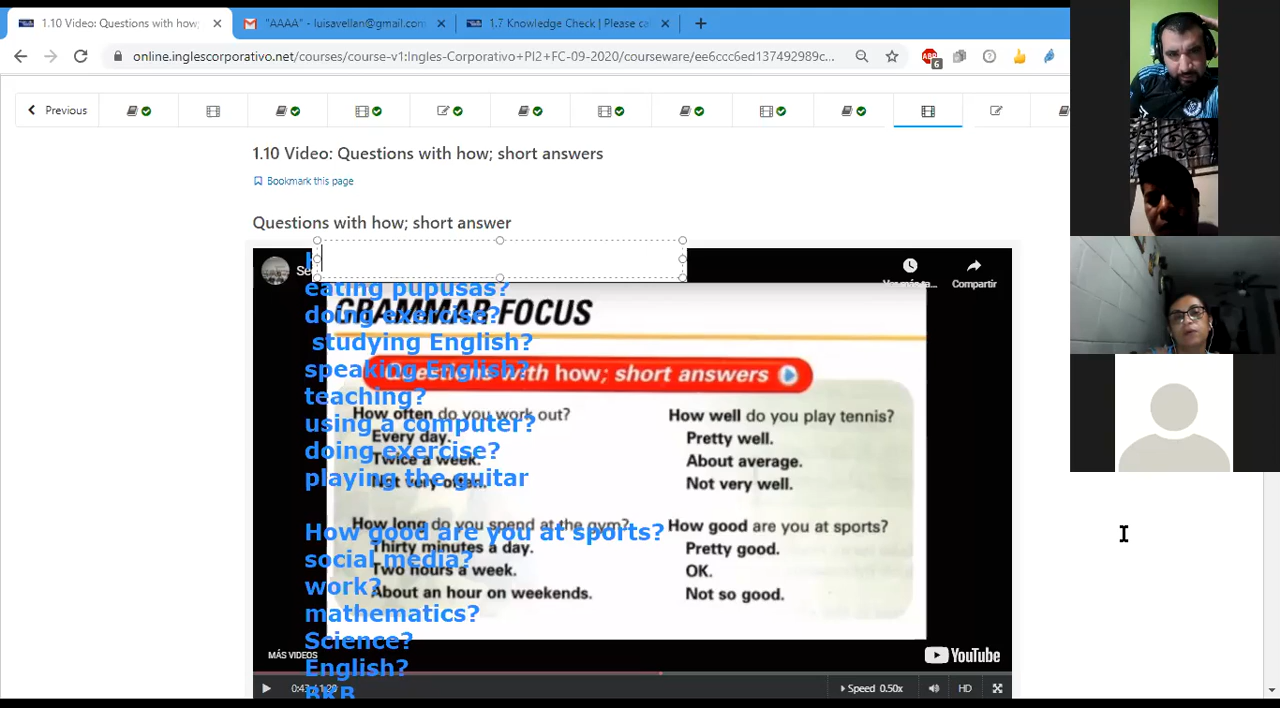 1.10 Video: Questions with how;
"AAAA" - luisavellan@gmail.com
1.7 Knowledge Check | Please ca
online.inglescorporativo.net/courses/course-v1:Ingles-Corporativo+PI2+FC-09-2020/courseware/ee6ccc6ed137492989c...
6
Previous
1.10 Video: Questions with how; short answers
Bookmark this page
Questions with how; short answer
Compartir
eating pupusas?
GRAMMAR FOCUS
doing exercise?
studying English?
speaking English?
Questions with how; short answers
teaching?
using a computer?
doing exercise?
playing the guitar
How often do you work out?
Every day.
Twice a week.
Not very often.
How well do you play tennis?
Pretty well.
About average.
Not very well.
How good are you at sports?
social media?
work?
mathematics?
Science?
English?
BKB
How long do you spend at the gym?
Thirty minutes a day.
Two hours a week.
About an hour on weekends.
How good are you at sports?
Pretty good.
OK.
Not so good.
MÁS VIDEOS
YouTube
Speed 0.50x
HD